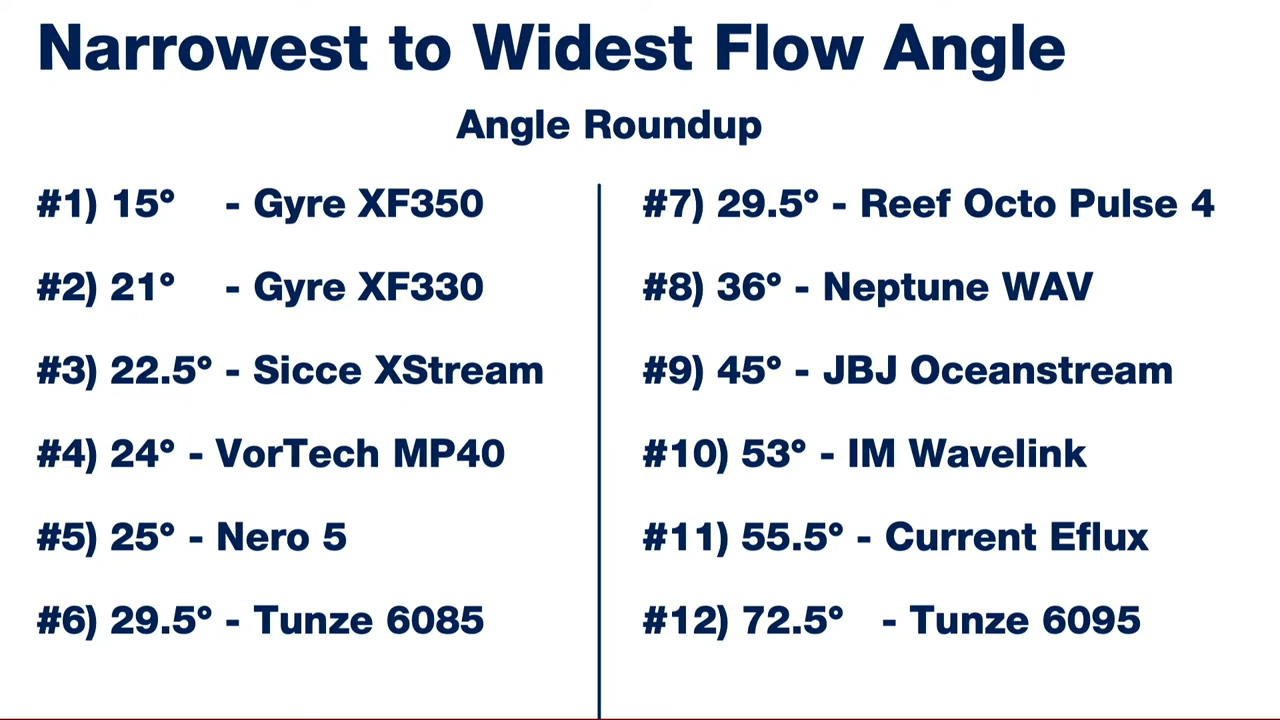 Narrowest to Widest Flow Angle
Angle Roundup
#1) 15° - Gyre XF350
#2) 21° - Gyre XF330
#3) 22.5° - Sicce XStream
#4) 24° - VorTech MP40
#5) 25° - Nero 5
#6) 29.5° - Tunze 6085
#7) 29.5° - Reef Octo Pulse 4
#8) 36° - Neptune WAV
#9) 45° - JBJ Oceanstream
#10) 53° - IM Wavelink
#11) 55.5° - Current Eflux
#12) 72.5° - Tunze 6095